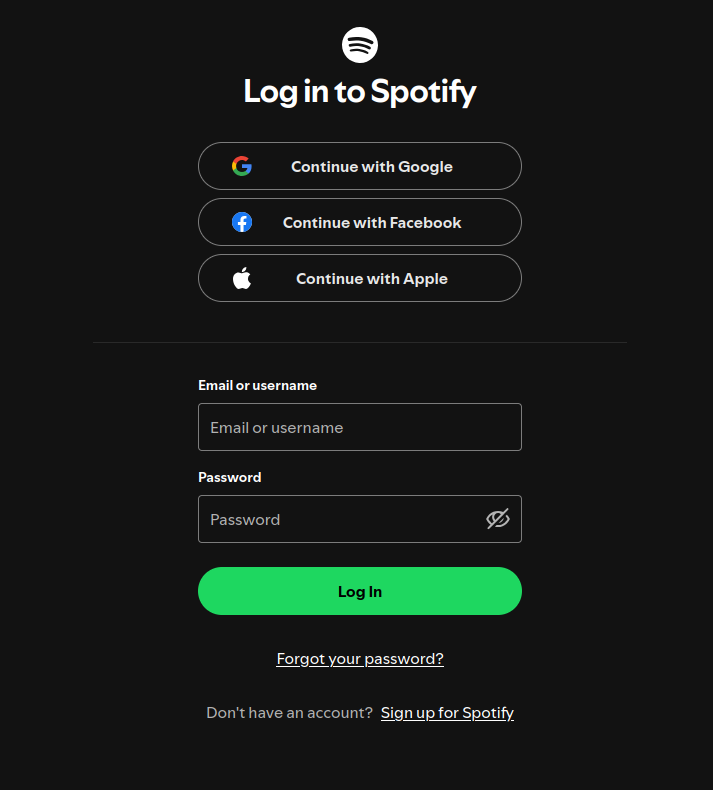 Log in to Spotify
Continue with Google
Continue with Facebook
Continue with Apple
Email or username
Email or username
Password
Password
Log In
Forgot your password?
Don't have an account? Sign up for Spotify